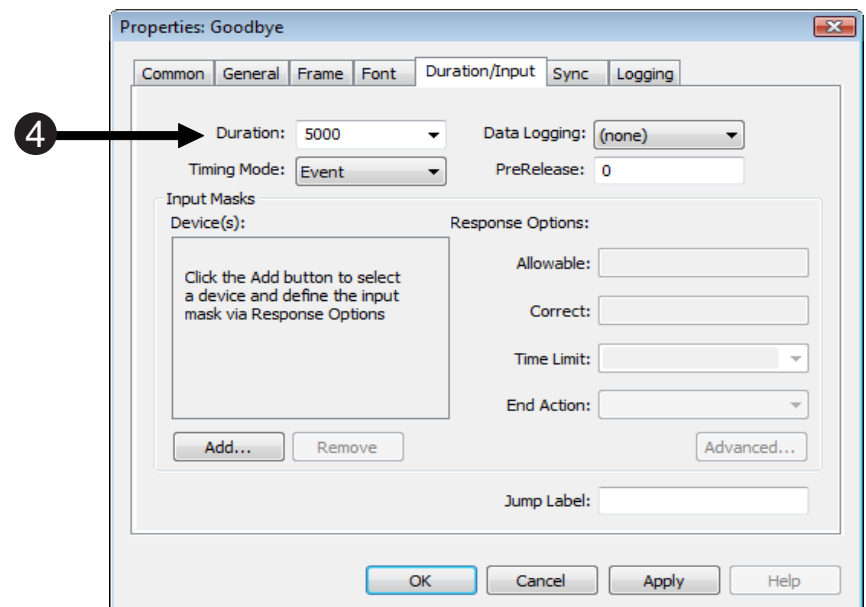 Properties: Goodbye
Common General Frame Font Duration/Input Sync Logging
4
Duration: 5000 Data Logging: (none)
Timing Mode: Event PreRelease: 0
Input Masks
Device(s): Response Options:
Click the Add button to select
a device and define the input
mask via Response Options
Allowable:
Correct:
Time Limit:
End Action:
Add... Remove Advanced...
Jump Label:
OK Cancel Apply Help